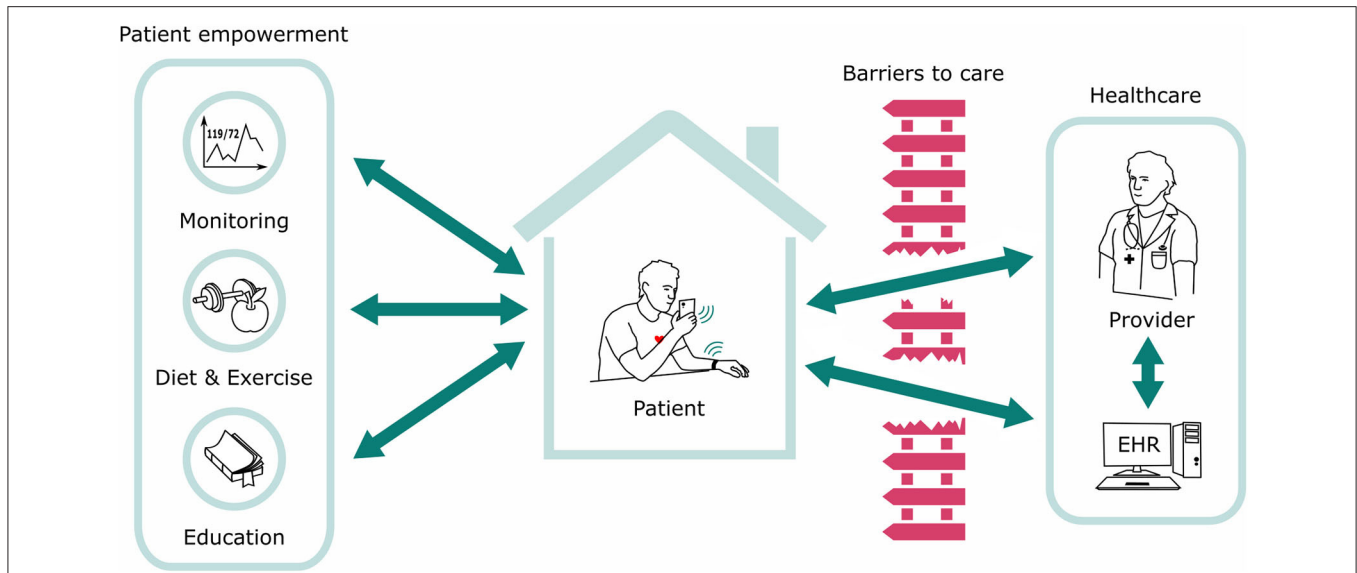 Patient empowerment
119/72
Monitoring
Diet & Exercise
Education
Patient
Barriers to care
Healthcare
Provider
EHR